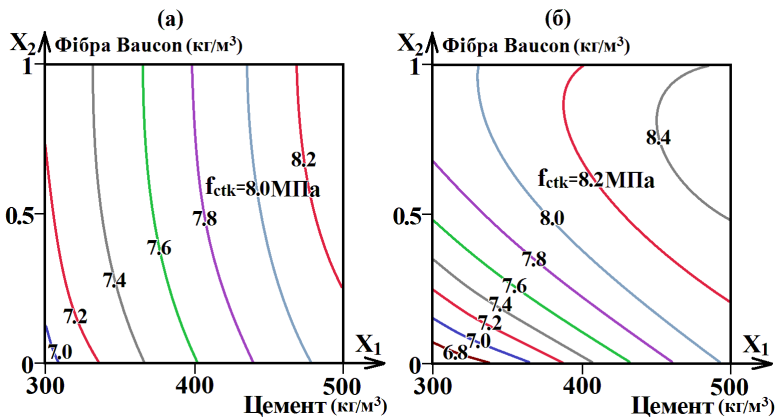 (а)
X₂ Фібра Baucon (кг/м³)
1
8.2
fctk=8.0МПа
0.5
7.8
7.6
7.4
7.2
7.0
X₁
0
300 400 500
Цемент (кг/м³)
(б)
X₂ Фібра Baucon (кг/м³)
1
8.4
fctk=8.2МПа
0.5
8.0
7.8
7.6
7.4
7.2
7.0
6.8
X₁
0
300 400 500
Цемент (кг/м³)